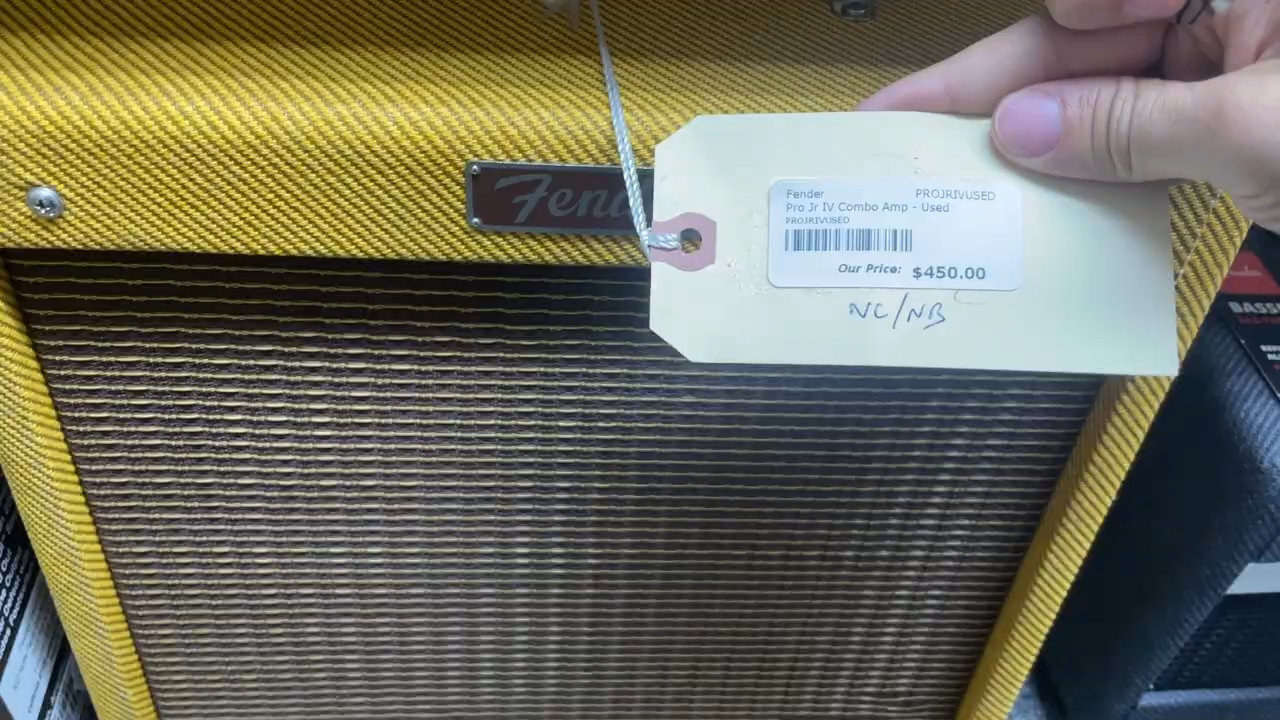 Fend
Fender PROJRIVUSED
Pro Jr IV Combo Amp - Used
PROJRIVUSED
Our Price: $450.00
NC/NB
BASS